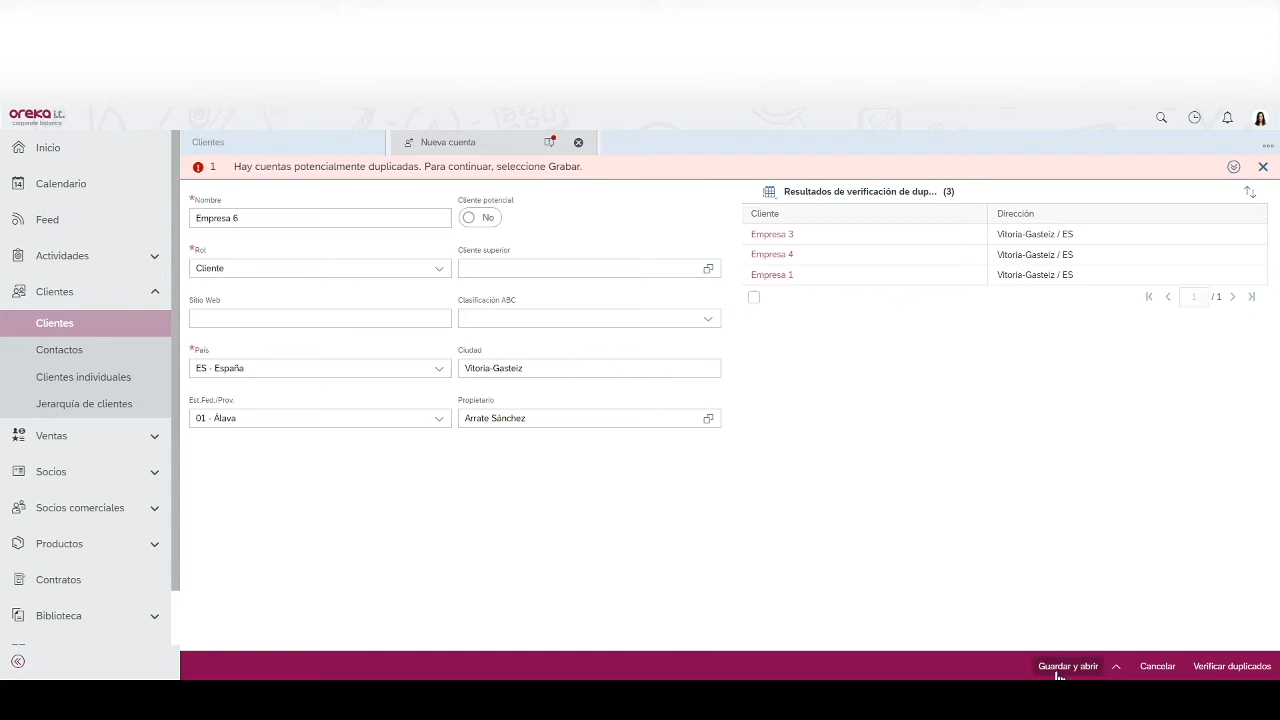 oreka i.t.
corporate balance
Inicio
14 Calendario
Feed
Actividades
Clientes
Clientes
Contactos
Clientes individuales
Jerarquía de clientes
Ventas
Socios
Socios comerciales
Productos
Contratos
Biblioteca
Clientes
Nueva cuenta
1 Hay cuentas potencialmente duplicadas. Para continuar, seleccione Grabar.
*Nombre
Empresa 6
Cliente potencial
No
*Rol
Cliente
Cliente superior
Sitio Web
Clasificación ABC
*País
ES - España
Ciudad
Vitoria-Gasteiz
Est.Fed./Prov.
01 - Álava
Propietario
Arrate Sánchez
Resultados de verificación de dup... (3)
Cliente Dirección
Empresa 3 Vitoria-Gasteiz / ES
Empresa 4 Vitoria-Gasteiz / ES
Empresa 1 Vitoria-Gasteiz / ES
1 / 1
Guardar y abrir Cancelar Verificar duplicados